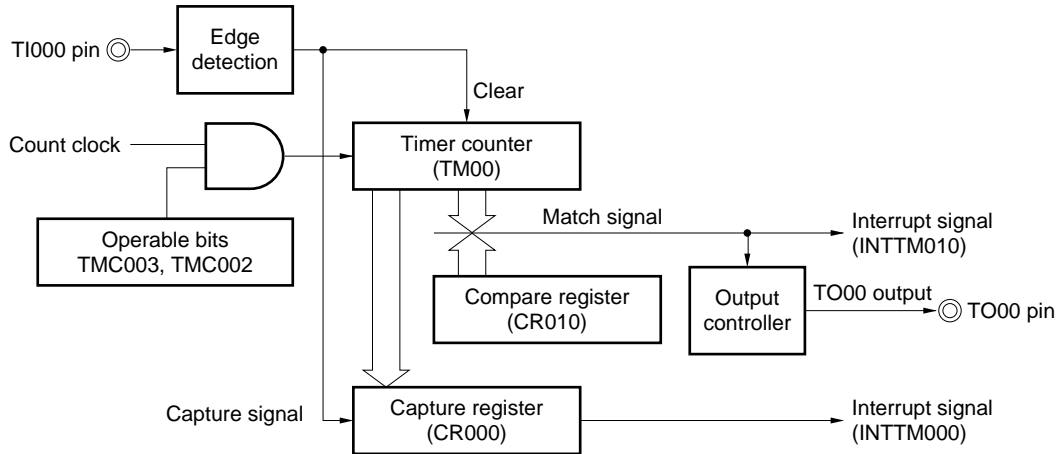 TI000 pin
Edge
detection
Clear
Count clock
Timer counter
(TM00)
Operable bits
TMC003, TMC002
Match signal
Interrupt signal
(INTTM010)
Compare register
(CR010)
Output
controller
TO00 output
TO00 pin
Capture signal
Capture register
(CR000)
Interrupt signal
(INTTM000)